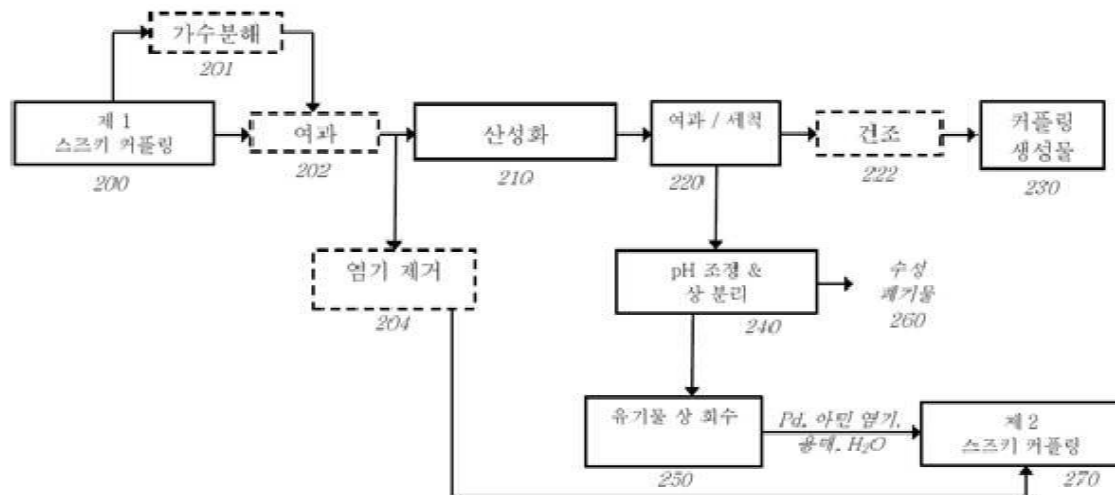 가수분해
201
제 1
스즈키 커플링
200
여과
202
산성화
210
여과 / 세척
220
건조
222
커플링
생성물
230
염기 제거
204
pH 조정 &
상 분리
240
수성
폐기물
260
유기물 상 회수
250
Pd, 아민 염기,
용매, H₂O
제 2
스즈키 커플링
270